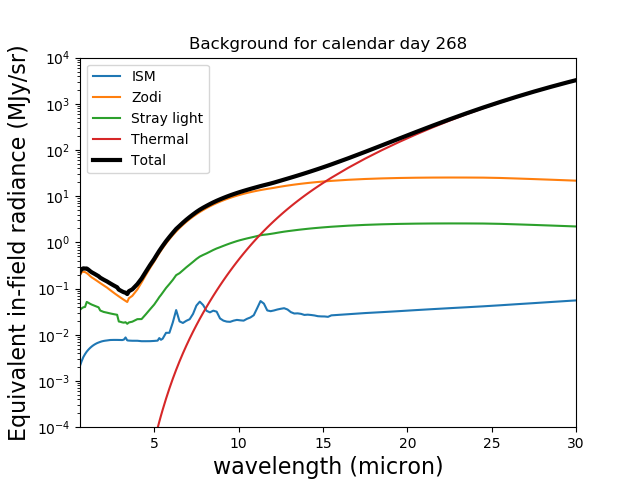 Background for calendar day 268
Equivalent in-field radiance (MJy/sr)
10^4
10^3
10^2
10^1
10^0
10^−1
10^−2
10^−3
10^−4
ISM
Zodi
Stray light
Thermal
Total
5 10 15 20 25 30
wavelength (micron)